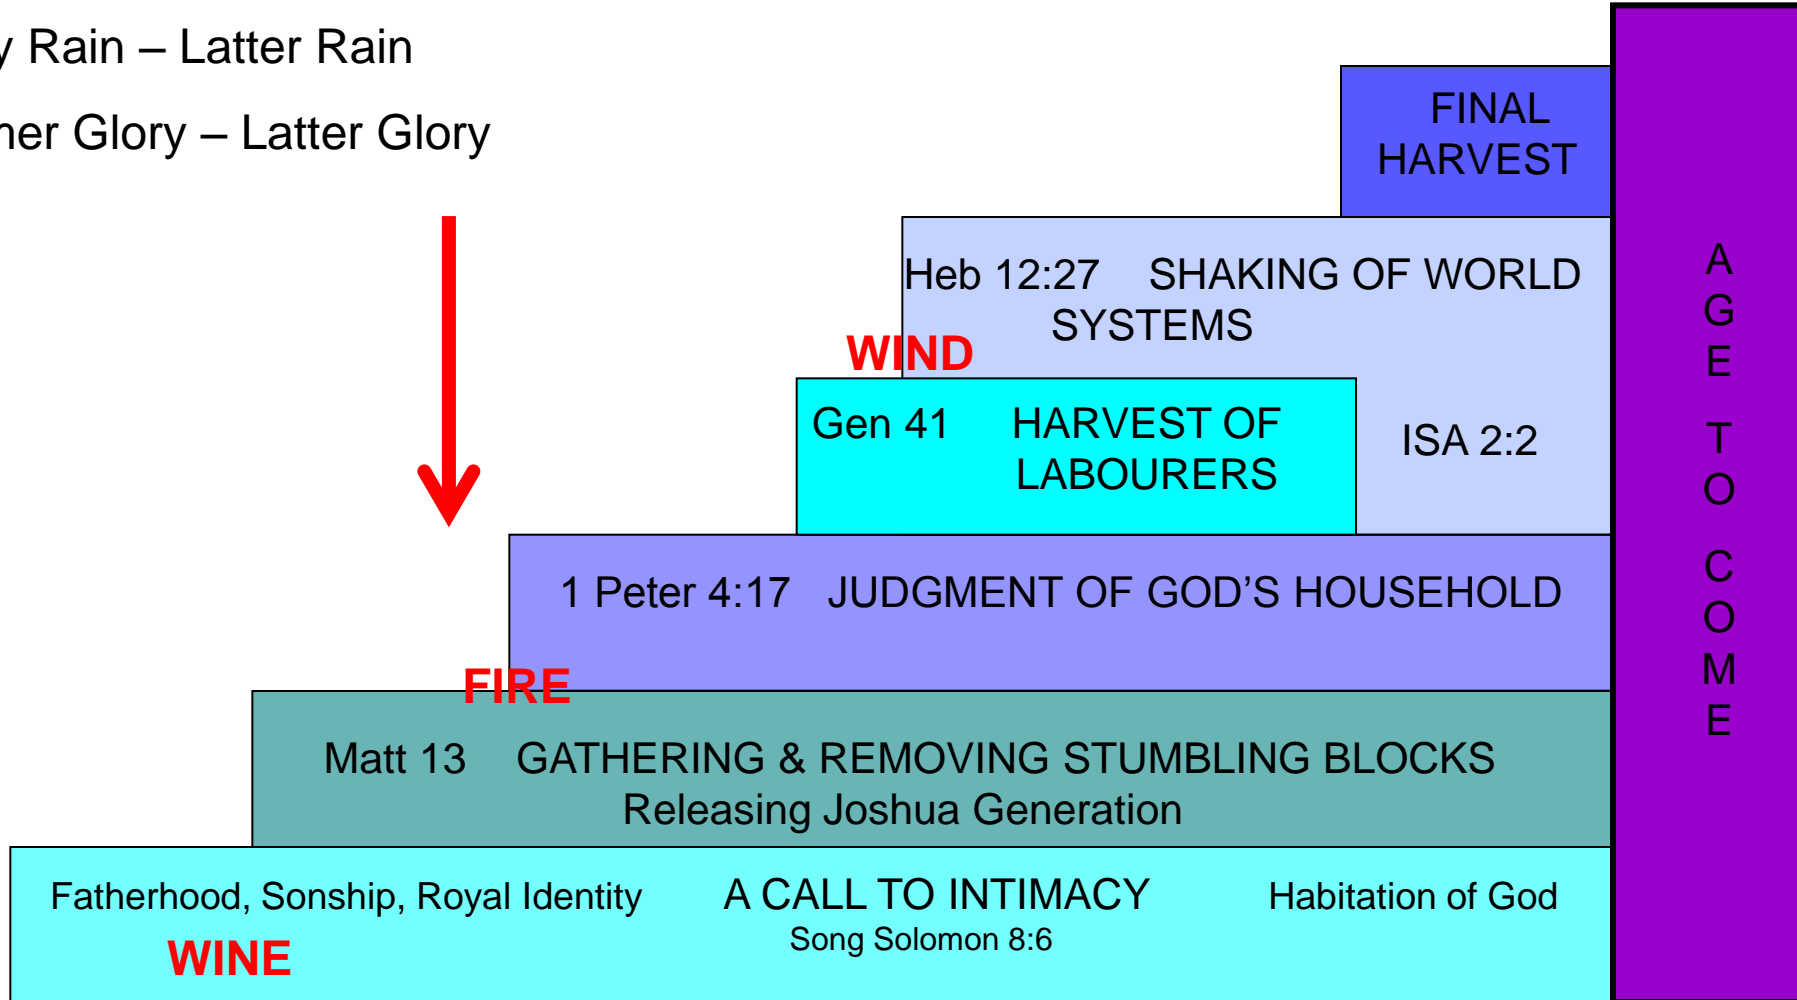 Rain – Latter Rain
Glory – Latter Glory
FINAL
HARVEST
Heb 12:27 SHAKING OF WORLD
SYSTEMS
WIND
Gen 41 HARVEST OF
LABOURERS
ISA 2:2
1 Peter 4:17 JUDGMENT OF GOD’S HOUSEHOLD
FIRE
Matt 13 GATHERING & REMOVING STUMBLING BLOCKS
Releasing Joshua Generation
Fatherhood, Sonship, Royal Identity A CALL TO INTIMACY Habitation of God
Song Solomon 8:6
WINE
AGE TO COME